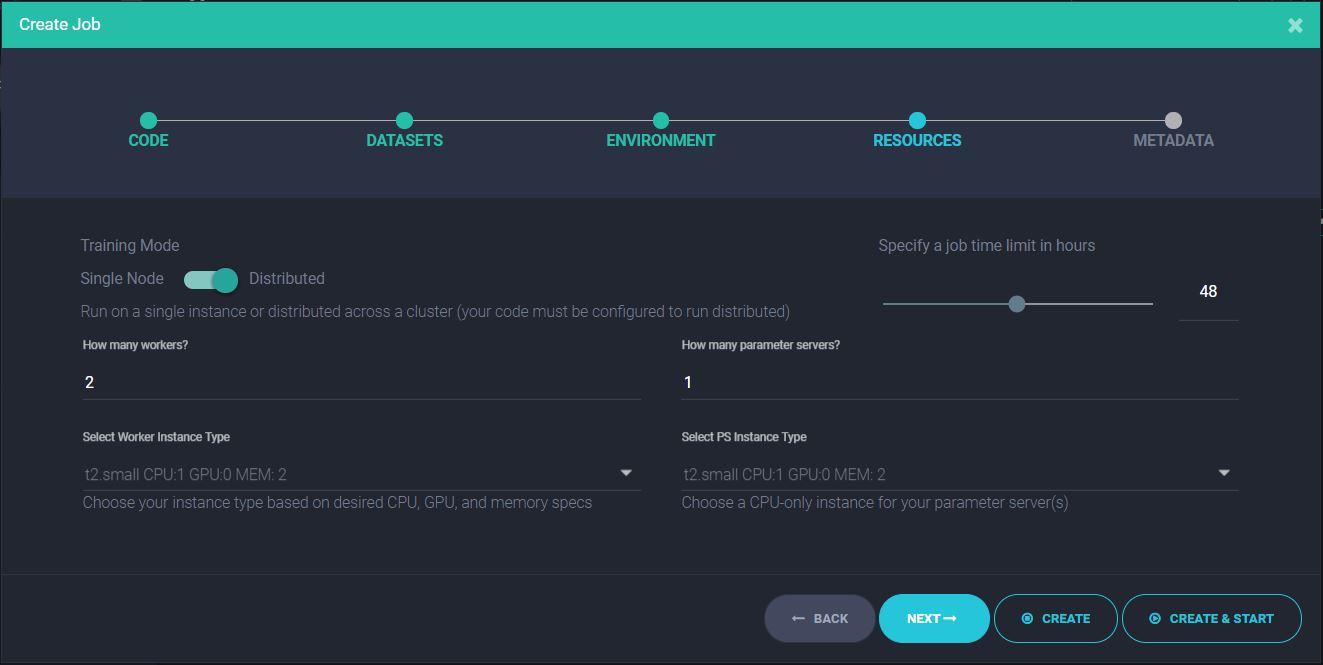 Create Job
CODE DATASETS ENVIRONMENT RESOURCES METADATA
Training Mode
Single Node Distributed
Run on a single instance or distributed across a cluster (your code must be configured to run distributed)
Specify a job time limit in hours
48
How many workers?
2
How many parameter servers?
1
Select Worker Instance Type
t2.small CPU:1 GPU:0 MEM: 2
Choose your instance type based on desired CPU, GPU, and memory specs
Select PS Instance Type
t2.small CPU:1 GPU:0 MEM: 2
Choose a CPU-only instance for your parameter server(s)
BACK NEXT CREATE CREATE & START